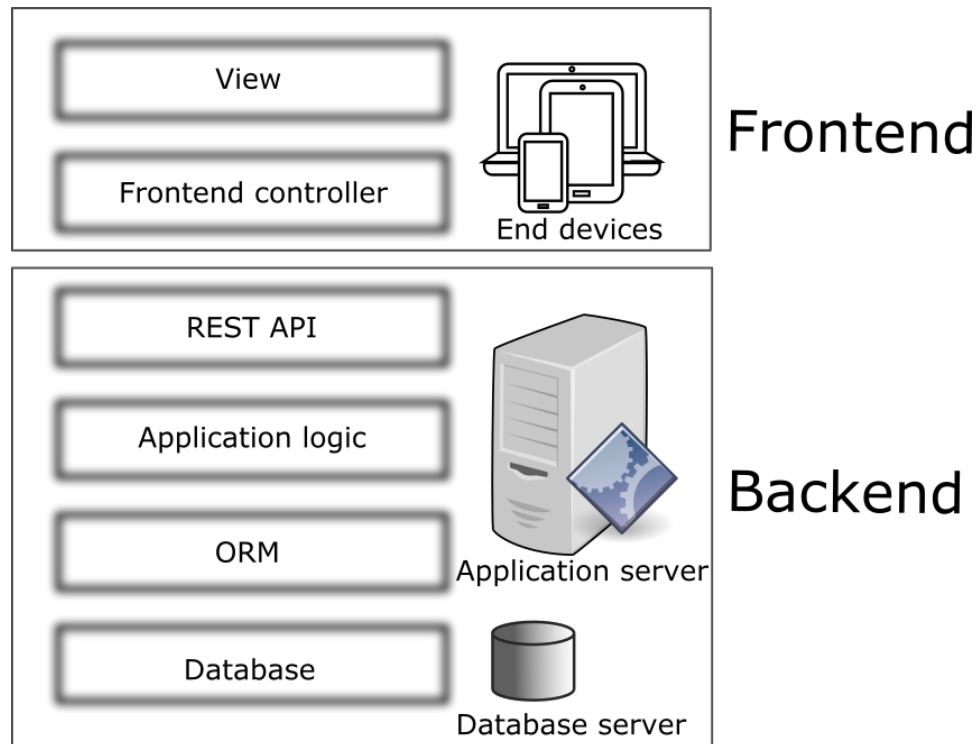 View
Frontend controller
End devices
Frontend
REST API
Application logic
ORM
Application server
Backend
Database
Database server